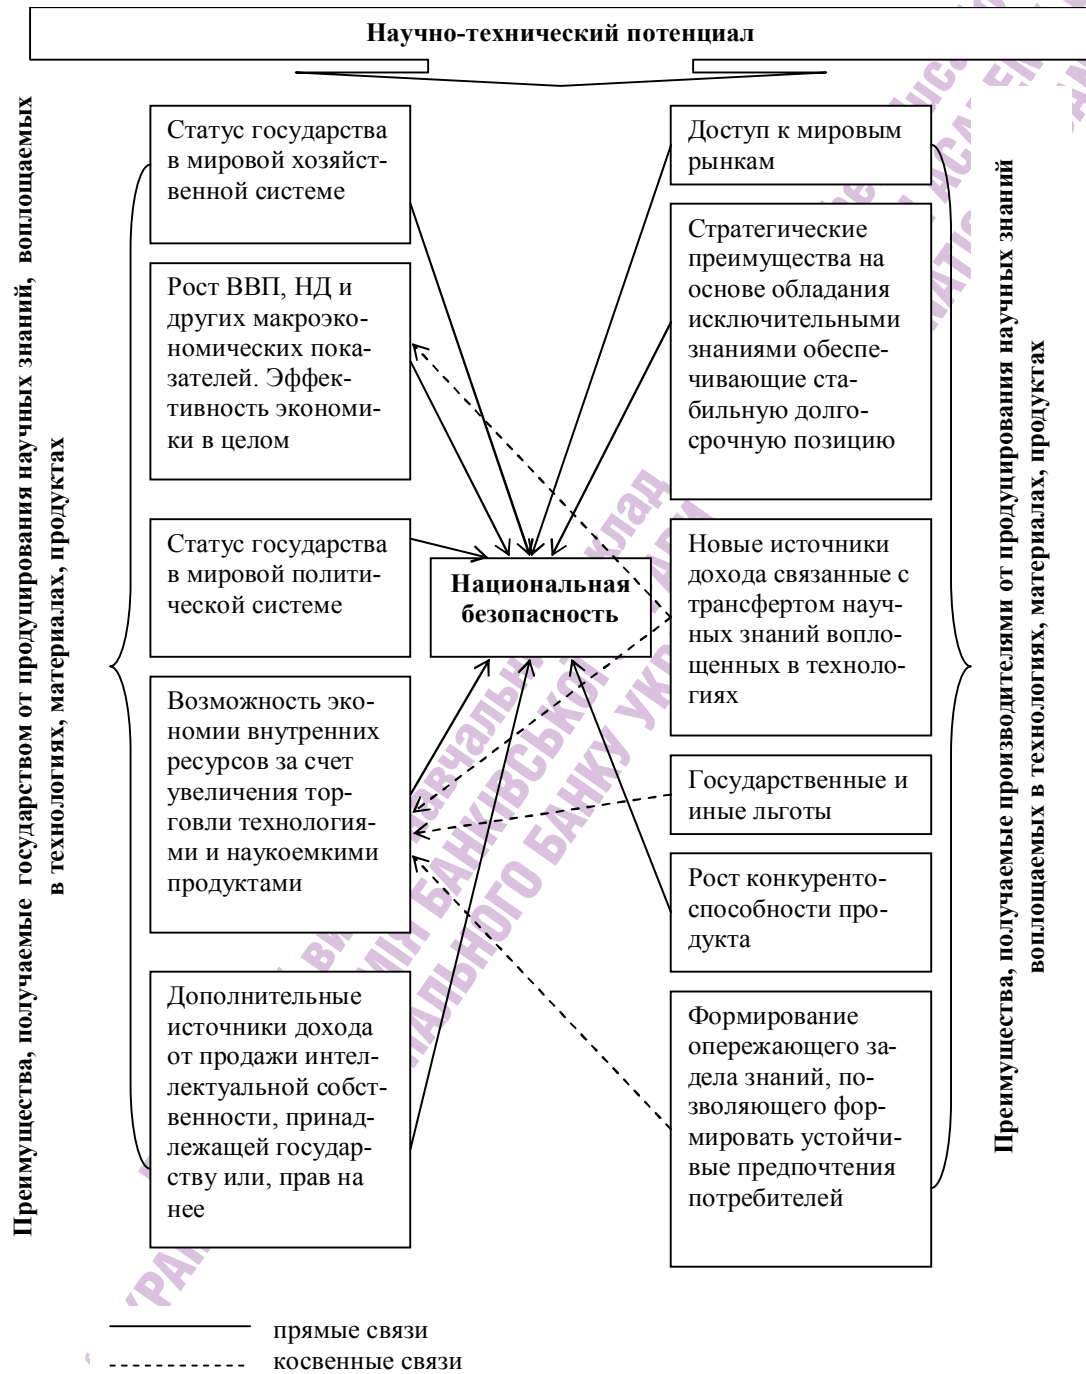 Научно-технический потенциал
Преимущества, получаемые государством от продуцирования научных знаний, воплощаемых
в технологиях, материалах, продуктах
Статус государства
в мировой хозяйст-
венной системе
Рост ВВП, НД и
других макроэко-
номических пока-
зателей. Эффек-
тивность экономи-
ки в целом
Статус государства
в мировой полити-
ческой системе
Возможность эко-
номии внутренних
ресурсов за счет
увеличения тор-
говли технология-
ми и наукоемкими
продуктами
Дополнительные
источники дохода
от продажи интел-
лектуальной собст-
венности, принад-
лежащей государ-
ству или, прав на
нее
Национальная
безопасность
Доступ к мировым
рынкам
Стратегические
преимущества на
основе обладания
исключительными
знаниями обеспе-
чивающие ста-
бильную долго-
срочную позицию
Новые источники
дохода связанные с
трансфертом науч-
ных знаний вопло-
щенных в техноло-
гиях
Государственные и
иные льготы
Рост конкуренто-
способности про-
дукта
Формирование
опережающего за-
дела знаний, по-
зволяющего фор-
мировать устойчи-
вые предпочтения
потребителей
Преимущества, получаемые производителями от продуцирования научных знаний
воплощаемых в технологиях, материалах, продуктах
прямые связи
косвенные связи